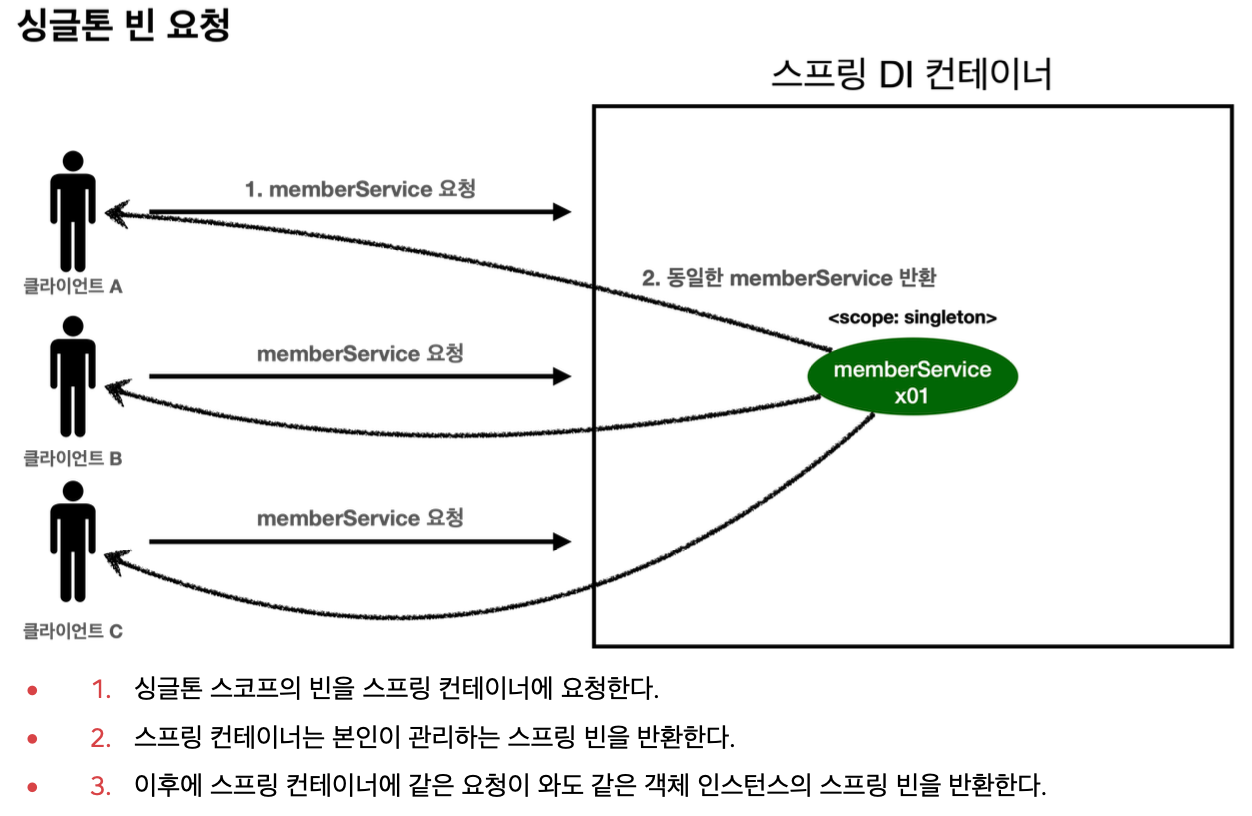 싱글톤 빈 요청
스프링 DI 컨테이너
1. memberService 요청
클라이언트 A
2. 동일한 memberService 반환
<scope: singleton>
memberService
x01
memberService 요청
클라이언트 B
memberService 요청
클라이언트 C
• 1. 싱글톤 스코프의 빈을 스프링 컨테이너에 요청한다.
• 2. 스프링 컨테이너는 본인이 관리하는 스프링 빈을 반환한다.
• 3. 이후에 스프링 컨테이너에 같은 요청이 와도 같은 객체 인스턴스의 스프링 빈을 반환한다.